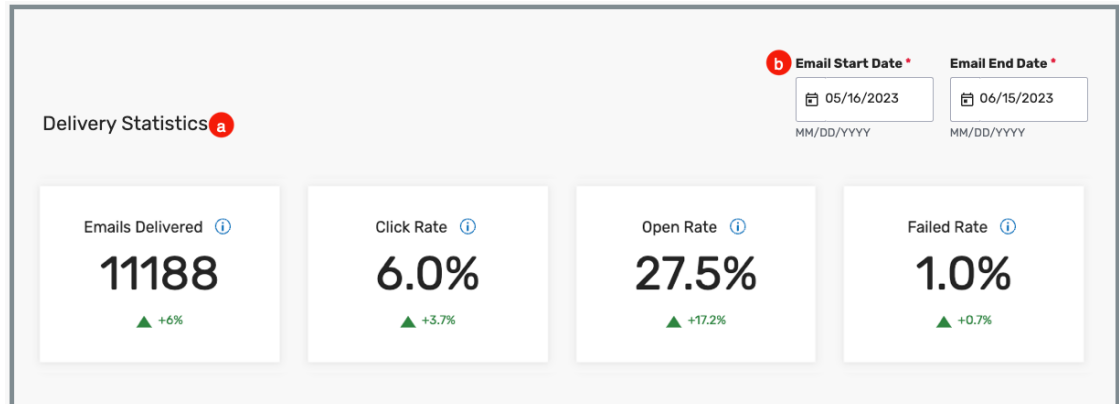 b Email Start Date * Email End Date *
05/16/2023 06/15/2023
MM/DD/YYYY MM/DD/YYYY
Delivery Statistics a
Emails Delivered i Click Rate i Open Rate i Failed Rate i
11188 6.0% 27.5% 1.0%
+6% +3.7% +17.2% +0.7%